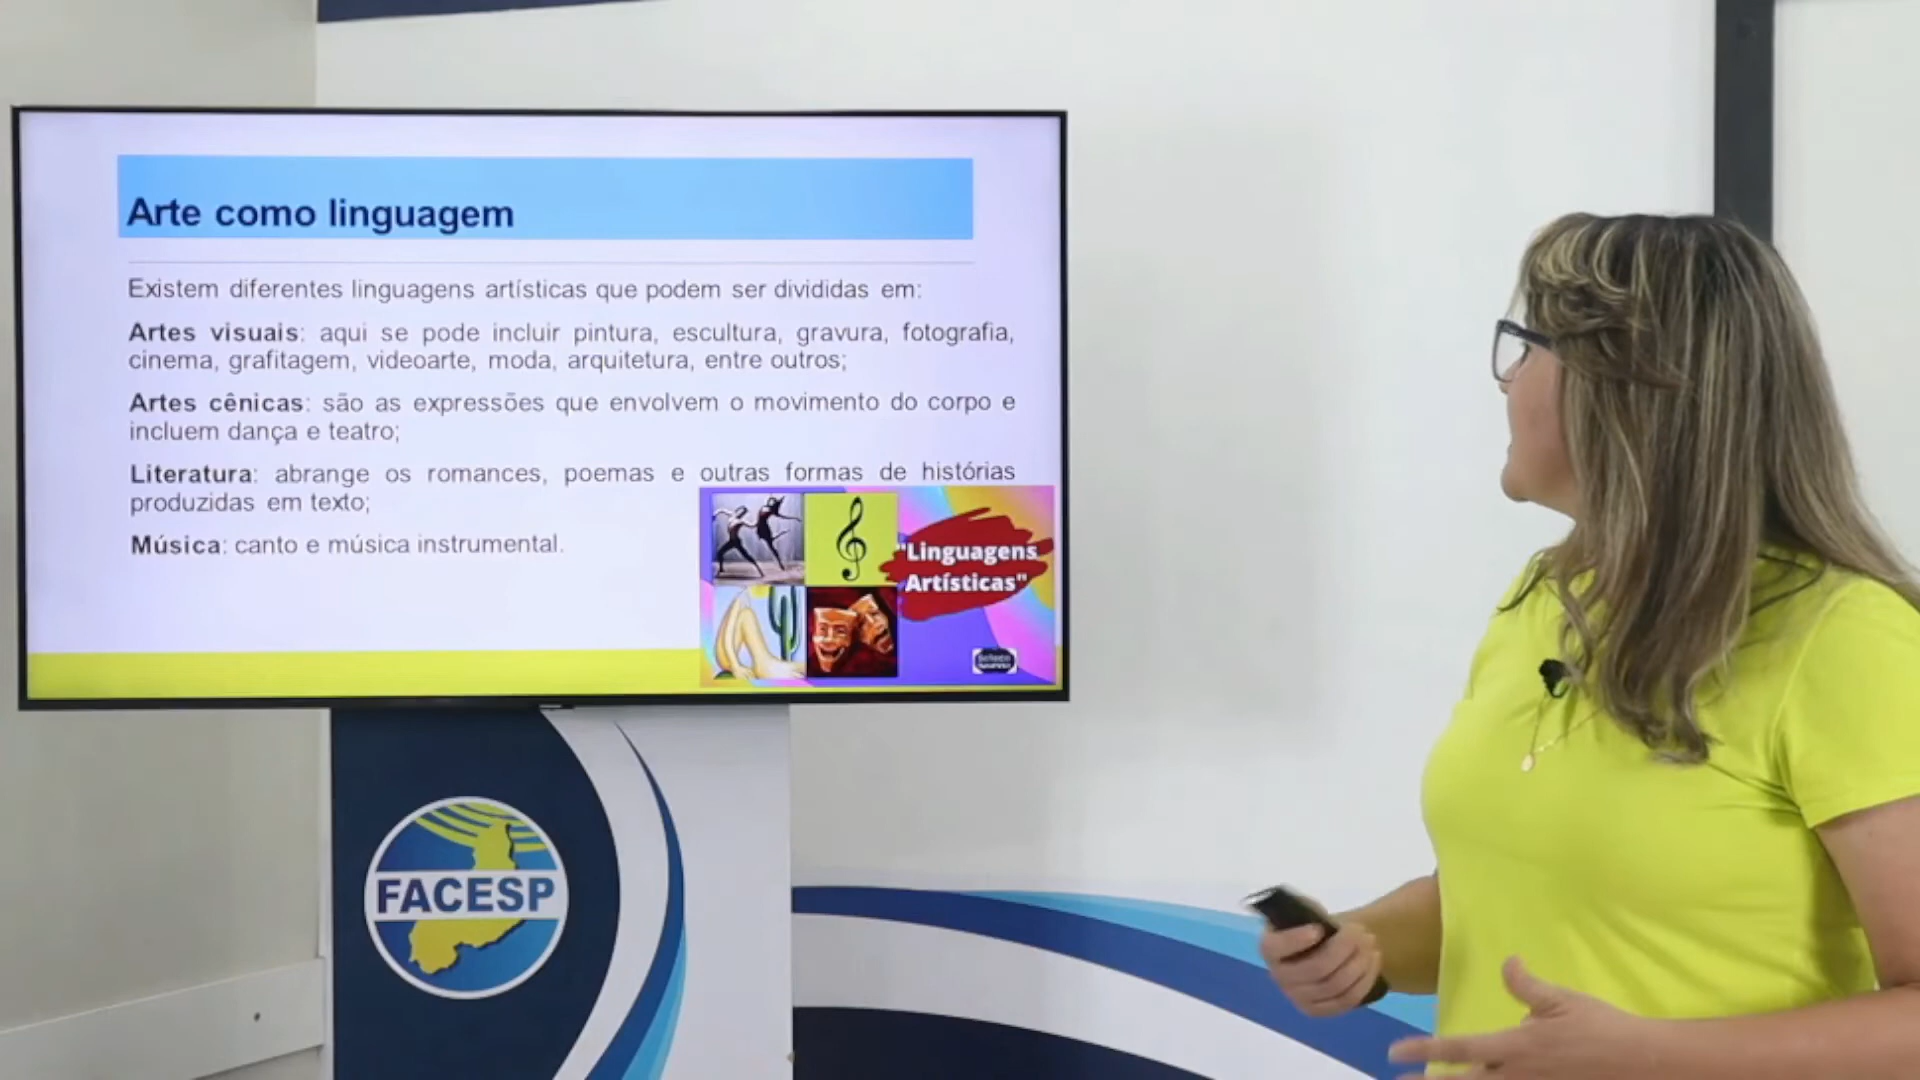 Arte como linguagem
Existem diferentes linguagens artísticas que podem ser divididas em:
Artes visuais: aqui se pode incluir pintura, escultura, gravura, fotografia,
cinema, grafitagem, videoarte, moda, arquitetura, entre outros;
Artes cênicas: são as expressões que envolvem o movimento do corpo e
incluem dança e teatro;
Literatura: abrange os romances, poemas e outras formas de histórias
produzidas em texto;
Música: canto e música instrumental.
"Linguagens
Artísticas"
FACESP